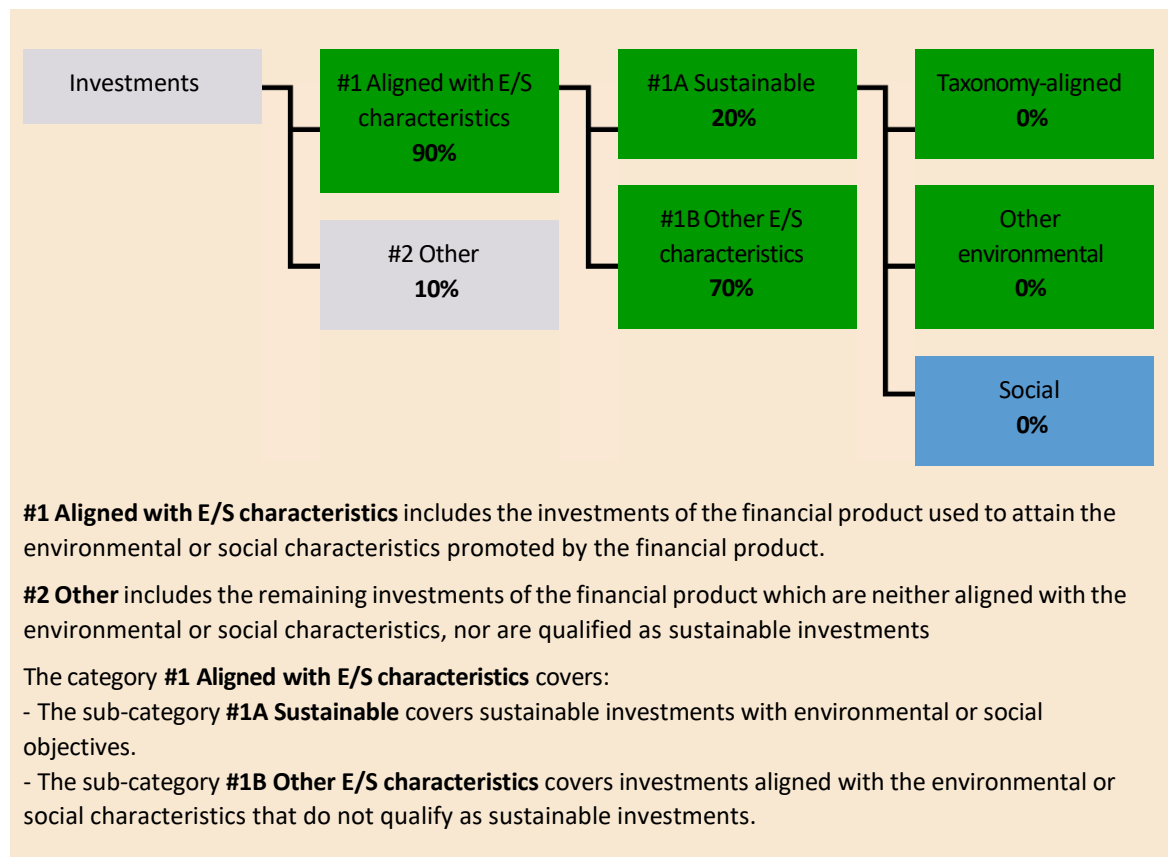 Investments
#1 Aligned with E/S
characteristics
90%
#2 Other
10%
#1A Sustainable
20%
#1B Other E/S
characteristics
70%
Taxonomy-aligned
0%
Other
environmental
0%
Social
0%
#1 Aligned with E/S characteristics includes the investments of the financial product used to attain the
environmental or social characteristics promoted by the financial product.
#2 Other includes the remaining investments of the financial product which are neither aligned with the
environmental or social characteristics, nor are qualified as sustainable investments
The category #1 Aligned with E/S characteristics covers:
- The sub-category #1A Sustainable covers sustainable investments with environmental or social
objectives.
- The sub-category #1B Other E/S characteristics covers investments aligned with the environmental or
social characteristics that do not qualify as sustainable investments.